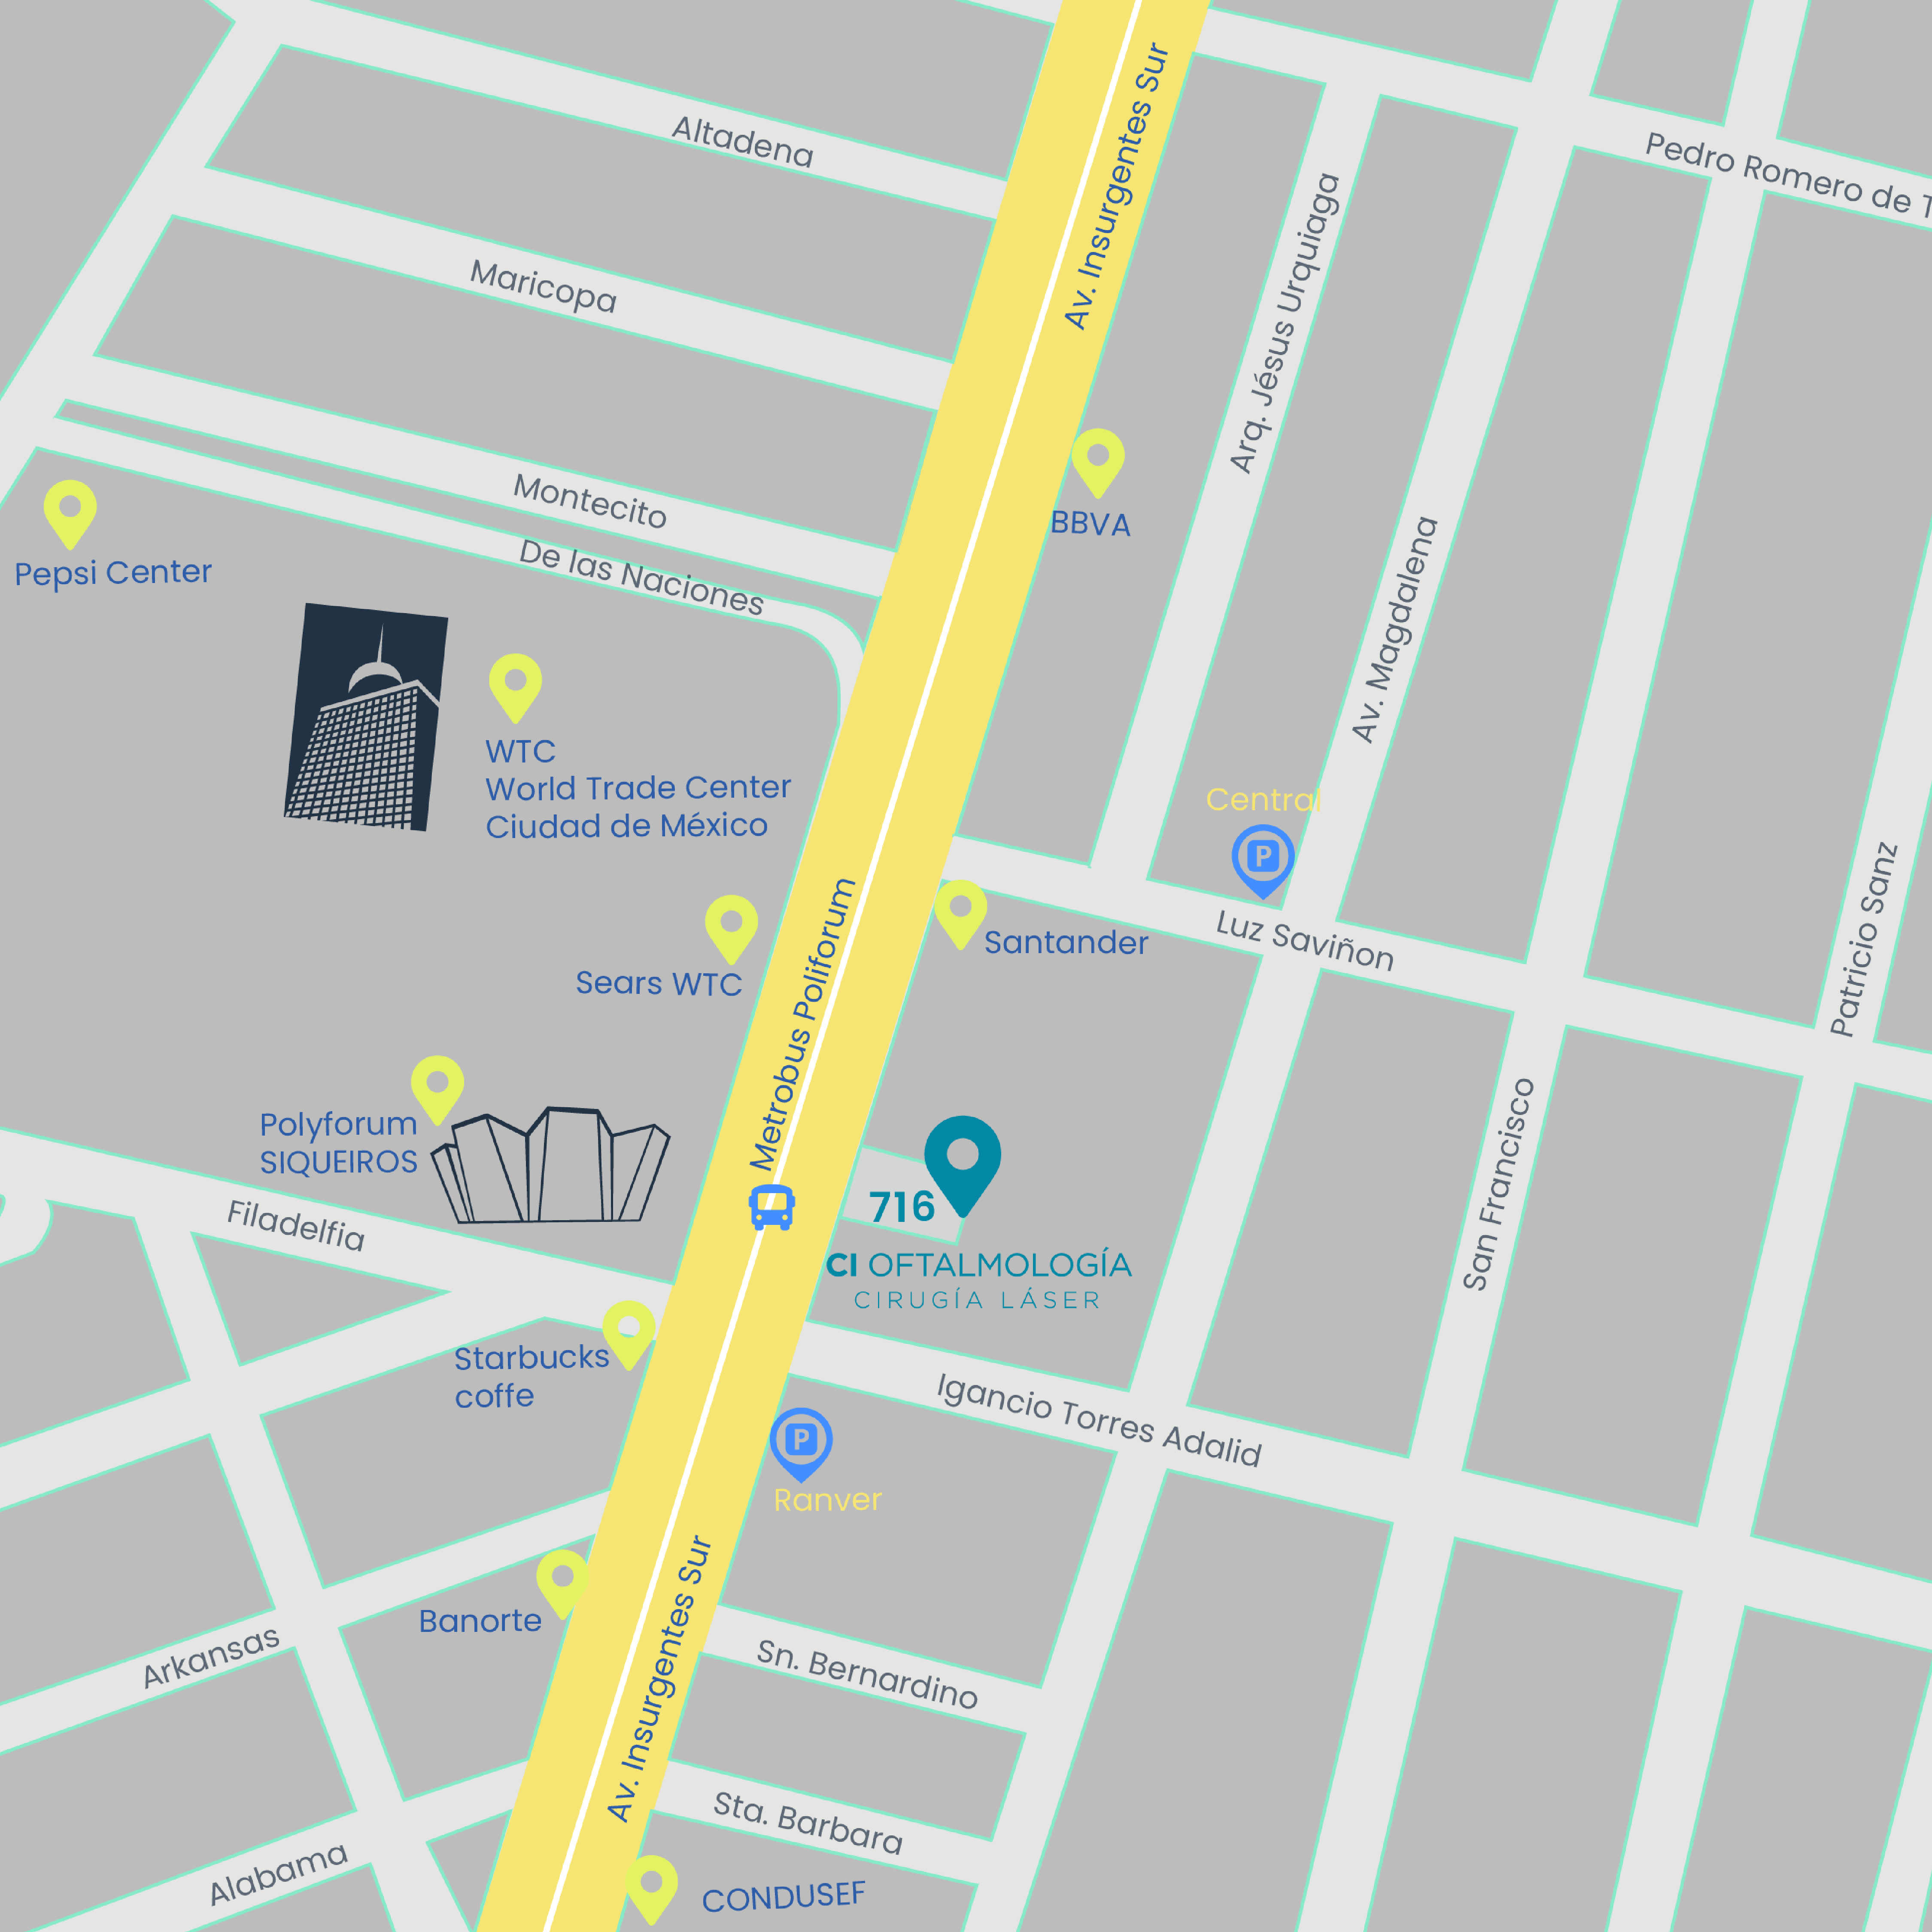 Altadena
Av. Insurgentes Sur
Pedro Romero de T
Maricopa
Arq. Jésus Urquiaga
Montecito
De las Naciones
BBVA
Pepsi Center
Av. Magdalena
WTC
World Trade Center
Ciudad de México
Central
P
Metrobus Poliforum
Santander
Luz Saviñon
Patricio Sanz
Sears WTC
Polyforum
SIQUEIROS
716
San Francisco
Filadelfia
CI OFTALMOLOGÍA
CIRUGÍA LÁSER
Starbucks
coffe
Igancio Torres Adalid
P
Ranver
Av. Insurgentes Sur
Banorte
Arkansas
Sn. Bernardino
Sta. Barbara
Alabama
CONDUSEF